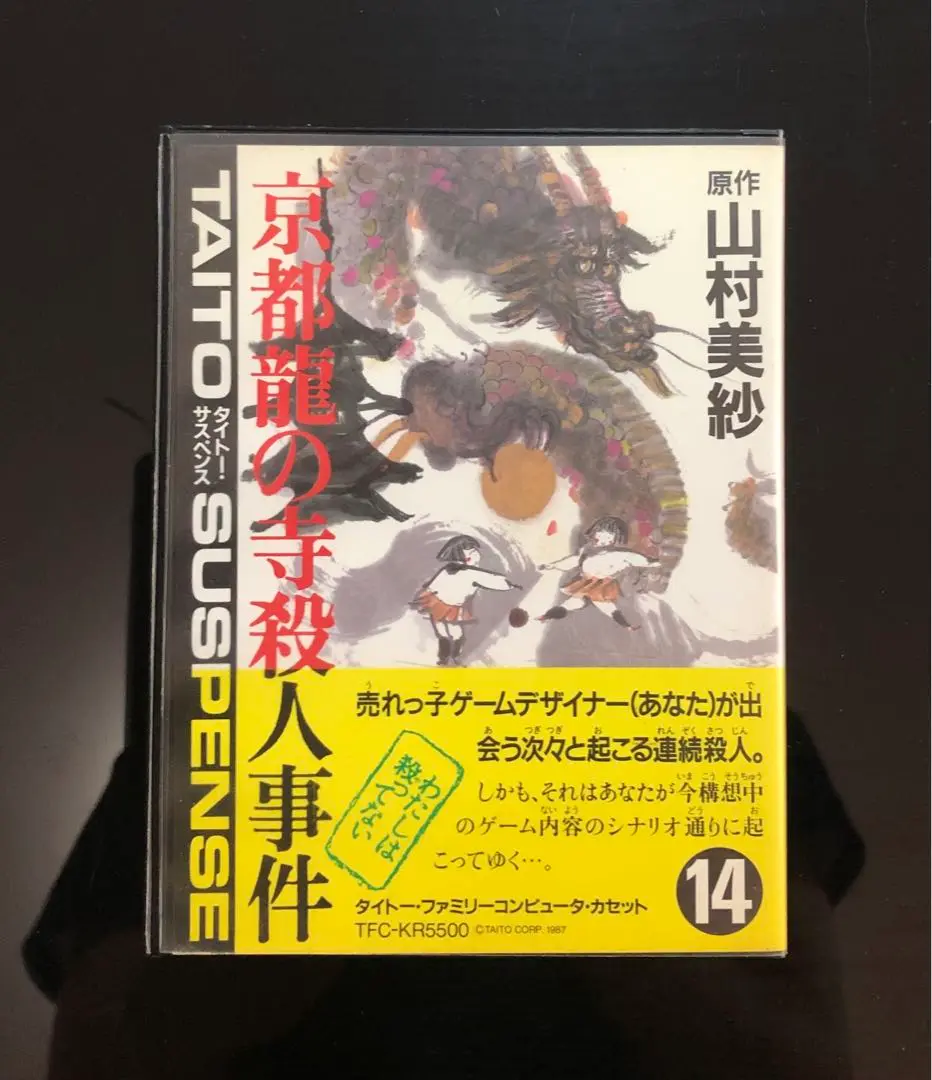 原作 山村美紗
京都龍の寺殺人事件
TAITO SUSPENSE
タイトー・
サスペンス
売れっ子ゲームデザイナー(あなた)が出
会う次々と起こる連続殺人。
しかも、それはあなたが今構想中
のゲーム内容のシナリオ通りに起
こってゆく…。
わたしは
殺ってない
タイトー・ファミリーコンピュータ・カセット
TFC-KR5500 ©TAITO CORP. 1987
14